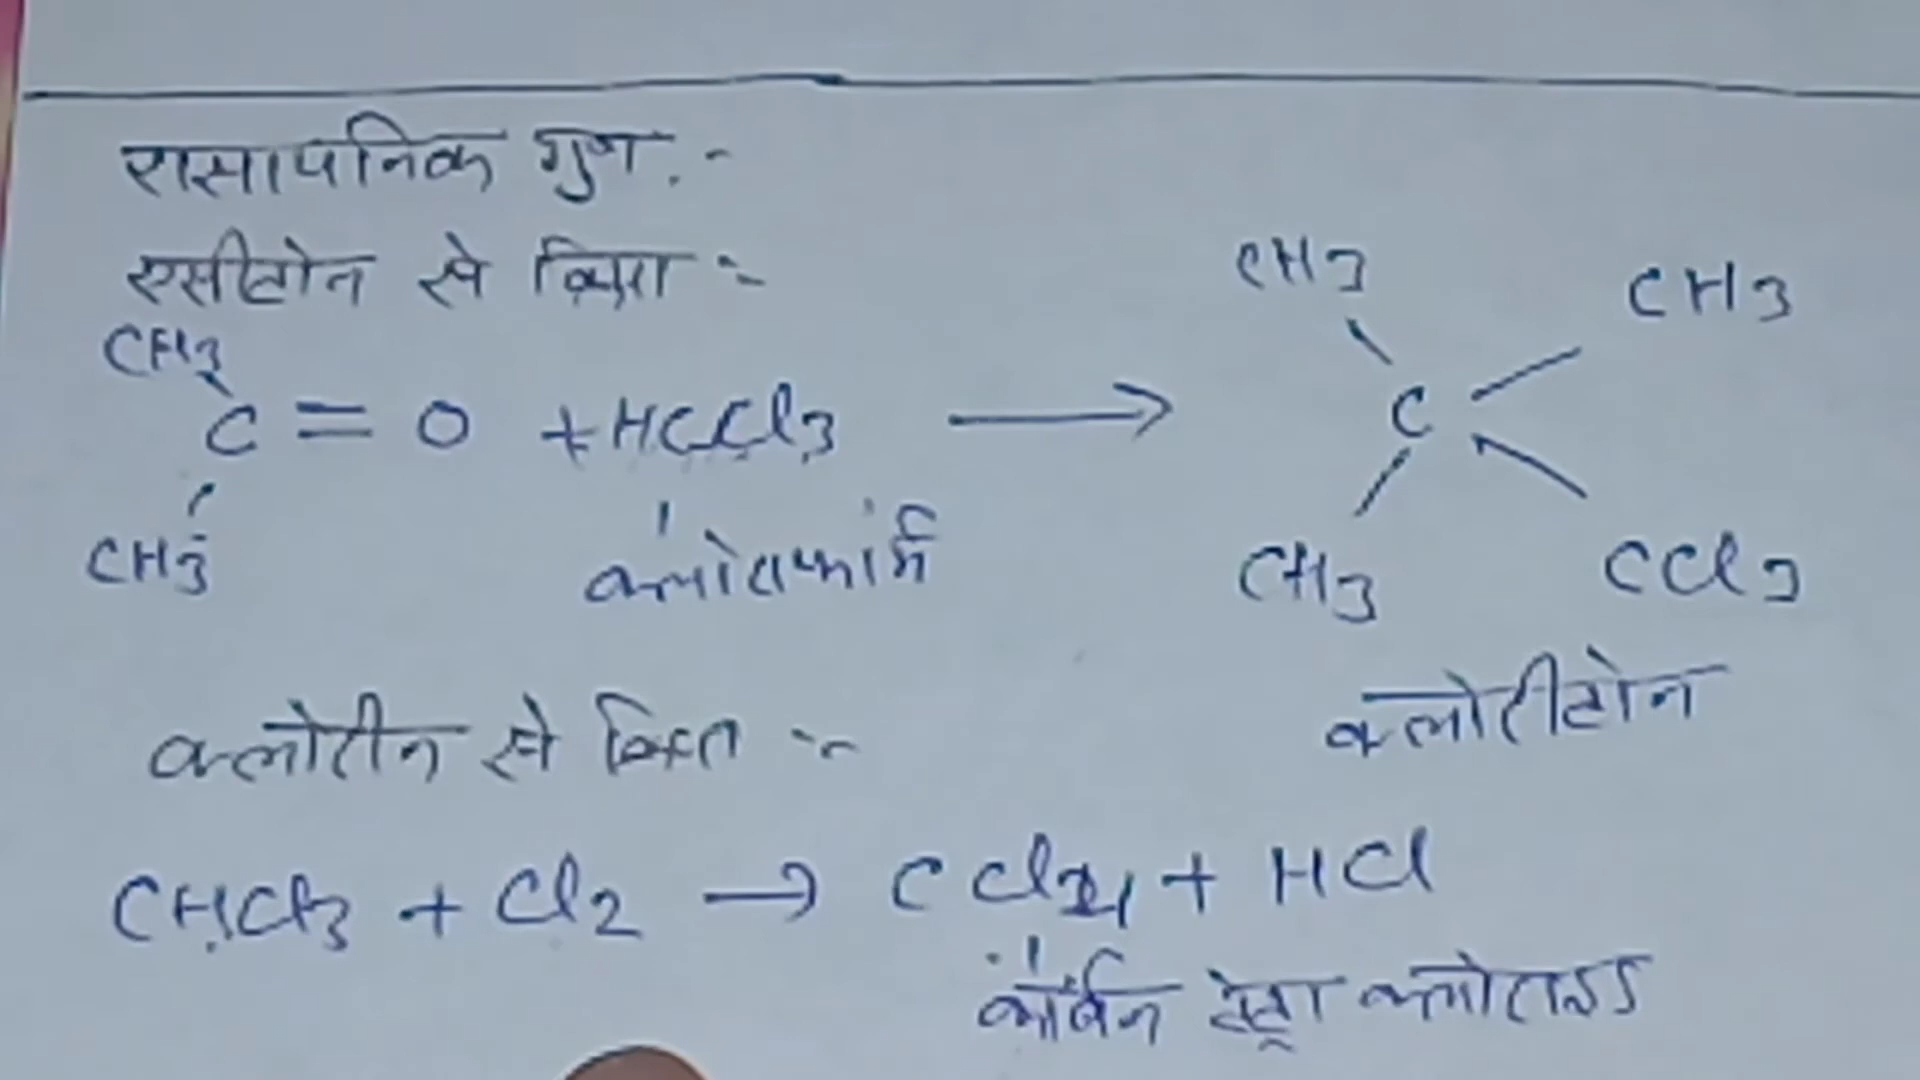 रासायनिक गुण :-
एसीटोन से क्रिया :-
CH3 CH3 CH3
C = O + HCCl3 → C
CH3 CH3 CCl3
क्लोरोफार्म
क्लोरीटोन
क्लोरीन से क्रिया :-
CHCl3 + Cl2 → CCl4 + HCl
कार्बन टेट्रा क्लोराइड